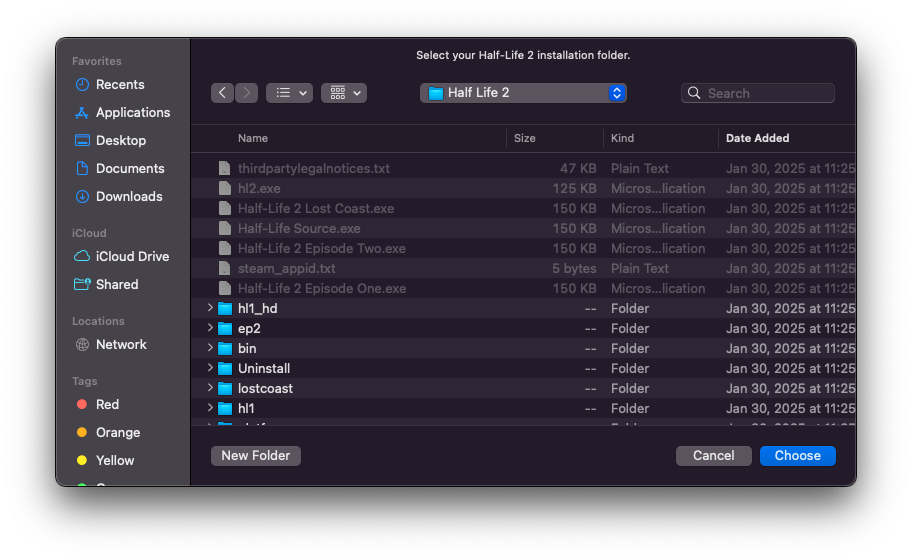 Select your Half-Life 2 installation folder.
Favorites
Recents
Applications
Desktop
Documents
Downloads
iCloud
iCloud Drive
Shared
Locations
Network
Tags
Red
Orange
Yellow
Half Life 2
Search
Name Size Kind Date Added
thirdpartylegalnotices.txt 47 KB Plain Text Jan 30, 2025 at 11:25
hl2.exe 125 KB Micros...lication Jan 30, 2025 at 11:25
Half-Life 2 Lost Coast.exe 150 KB Micros...lication Jan 30, 2025 at 11:25
Half-Life Source.exe 150 KB Micros...lication Jan 30, 2025 at 11:25
Half-Life 2 Episode Two.exe 150 KB Micros...lication Jan 30, 2025 at 11:25
steam_appid.txt 5 bytes Plain Text Jan 30, 2025 at 11:25
Half-Life 2 Episode One.exe 150 KB Micros...lication Jan 30, 2025 at 11:25
hl1_hd -- Folder Jan 30, 2025 at 11:25
ep2 -- Folder Jan 30, 2025 at 11:25
bin -- Folder Jan 30, 2025 at 11:25
Uninstall -- Folder Jan 30, 2025 at 11:25
lostcoast -- Folder Jan 30, 2025 at 11:25
hl1 -- Folder Jan 30, 2025 at 11:25
New Folder Cancel Choose